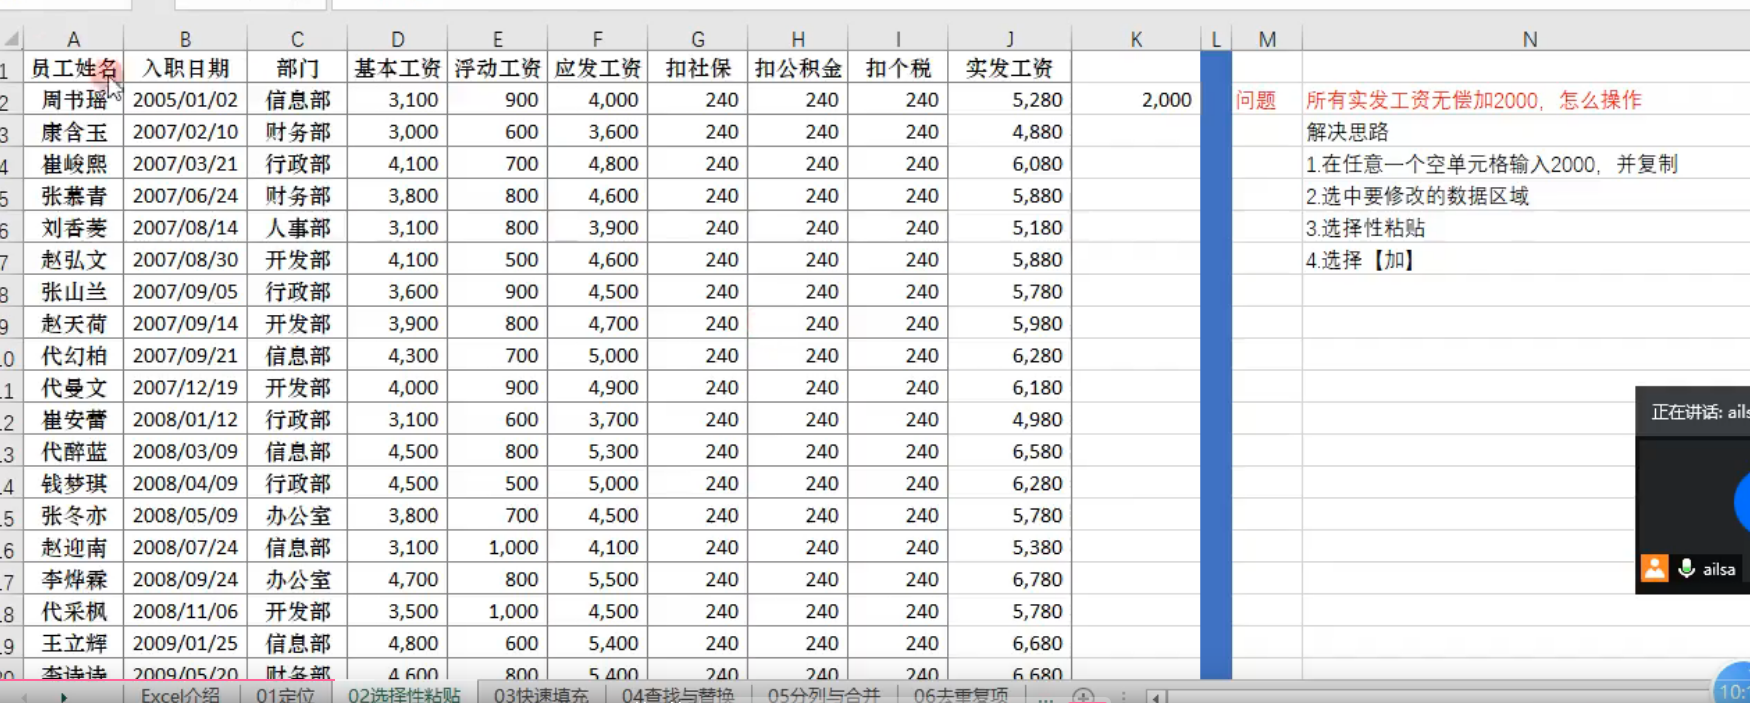 A B C D E F G H I J K L M N
1 员工姓名 入职日期 部门 基本工资 浮动工资 应发工资 扣社保 扣公积金 扣个税 实发工资
2 周书瑶 2005/01/02 信息部 3,100 900 4,000 240 240 240 5,280 2,000 问题 所有实发工资无偿加2000，怎么操作
3 康含玉 2007/02/10 财务部 3,000 600 3,600 240 240 240 4,880 解决思路
4 崔峻熙 2007/03/21 行政部 4,100 700 4,800 240 240 240 6,080 1.在任意一个空单元格输入2000，并复制
5 张慕青 2007/06/24 财务部 3,800 800 4,600 240 240 240 5,880 2.选中要修改的数据区域
6 刘香菱 2007/08/14 人事部 3,100 800 3,900 240 240 240 5,180 3.选择性粘贴
7 赵弘文 2007/08/30 开发部 4,100 500 4,600 240 240 240 5,880 4.选择【加】
8 张山兰 2007/09/05 行政部 3,600 900 4,500 240 240 240 5,780
9 赵天荷 2007/09/14 开发部 3,900 800 4,700 240 240 240 5,980
.0 代幻柏 2007/09/21 信息部 4,300 700 5,000 240 240 240 6,280
.1 代曼文 2007/12/19 开发部 4,000 900 4,900 240 240 240 6,180
.2 崔安蕾 2008/01/12 行政部 3,100 600 3,700 240 240 240 4,980
.3 代醉蓝 2008/03/09 信息部 4,500 800 5,300 240 240 240 6,580
.4 钱梦琪 2008/04/09 行政部 4,500 500 5,000 240 240 240 6,280
.5 张冬亦 2008/05/09 办公室 3,800 700 4,500 240 240 240 5,780
.6 赵迎南 2008/07/24 信息部 3,100 1,000 4,100 240 240 240 5,380
.7 李烨霖 2008/09/24 办公室 4,700 800 5,500 240 240 240 6,780
.8 代采枫 2008/11/06 开发部 3,500 1,000 4,500 240 240 240 5,780
.9 王立辉 2009/01/25 信息部 4,800 600 5,400 240 240 240 6,680
李诗诗 2009/05/20 财务部 4,600 800 5,400 240 240 240 6,680
正在讲话: ails
ailsa
Excel介绍 01定位 02选择性粘贴 03快速填充 04查找与替换 05分列与合并 06去重复项 ...
10: